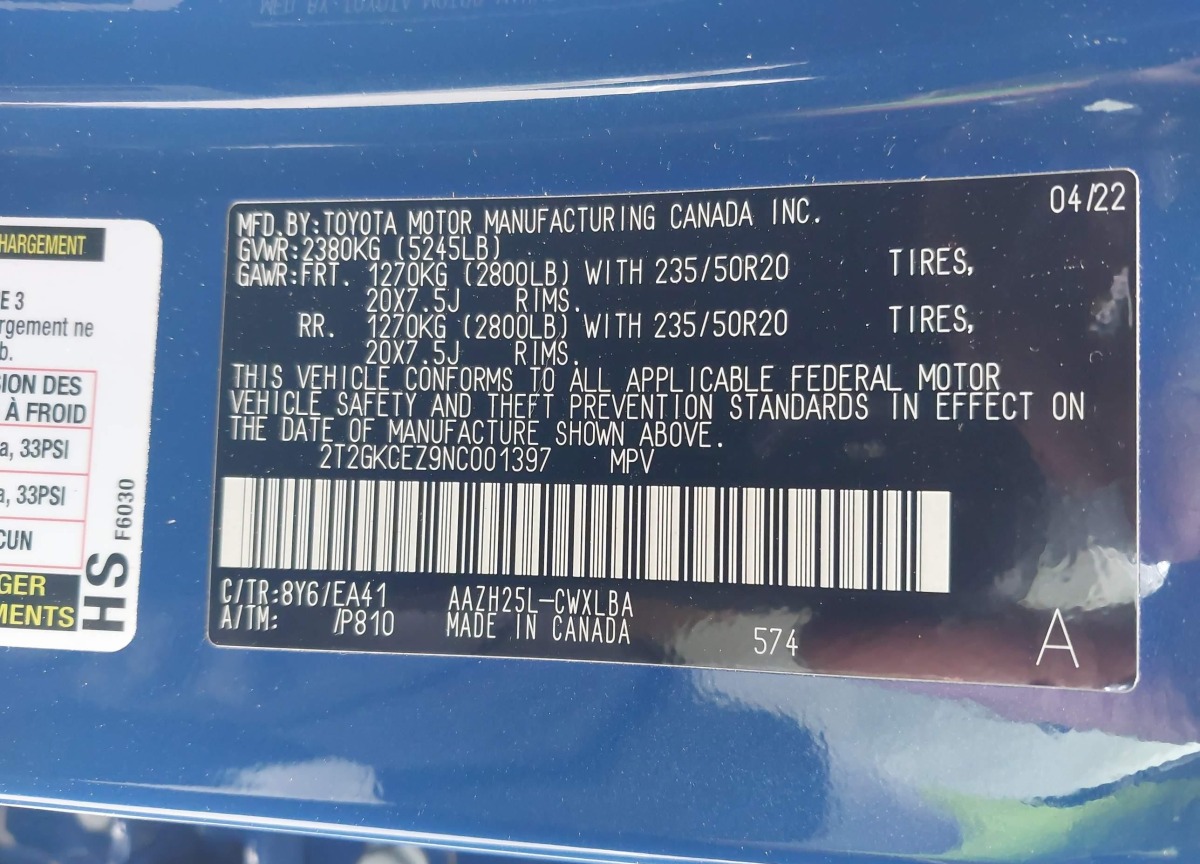 HARGEMENT
E 3
rgement ne
b.
SION DES
À FROID
a, 33PSI
a, 33PSI
CUN
GER
MENTS
HS F6030
04/22
MFD.BY:TOYOTA MOTOR MANUFACTURING CANADA INC.
GVWR:2380KG (5245LB)
GAWR:FRT. 1270KG (2800LB) WITH 235/50R20 TIRES,
20X7.5J RIMS.
RR. 1270KG (2800LB) WITH 235/50R20 TIRES,
20X7.5J RIMS.
THIS VEHICLE CONFORMS TO ALL APPLICABLE FEDERAL MOTOR
VEHICLE SAFETY AND THEFT PREVENTION STANDARDS IN EFFECT ON
THE DATE OF MANUFACTURE SHOWN ABOVE.
2T2GKCEZ9NC001397 MPV
C/TR:8Y6/EA41 AAZH25L-CWXLBA
A/TM: /P810 MADE IN CANADA
574
A